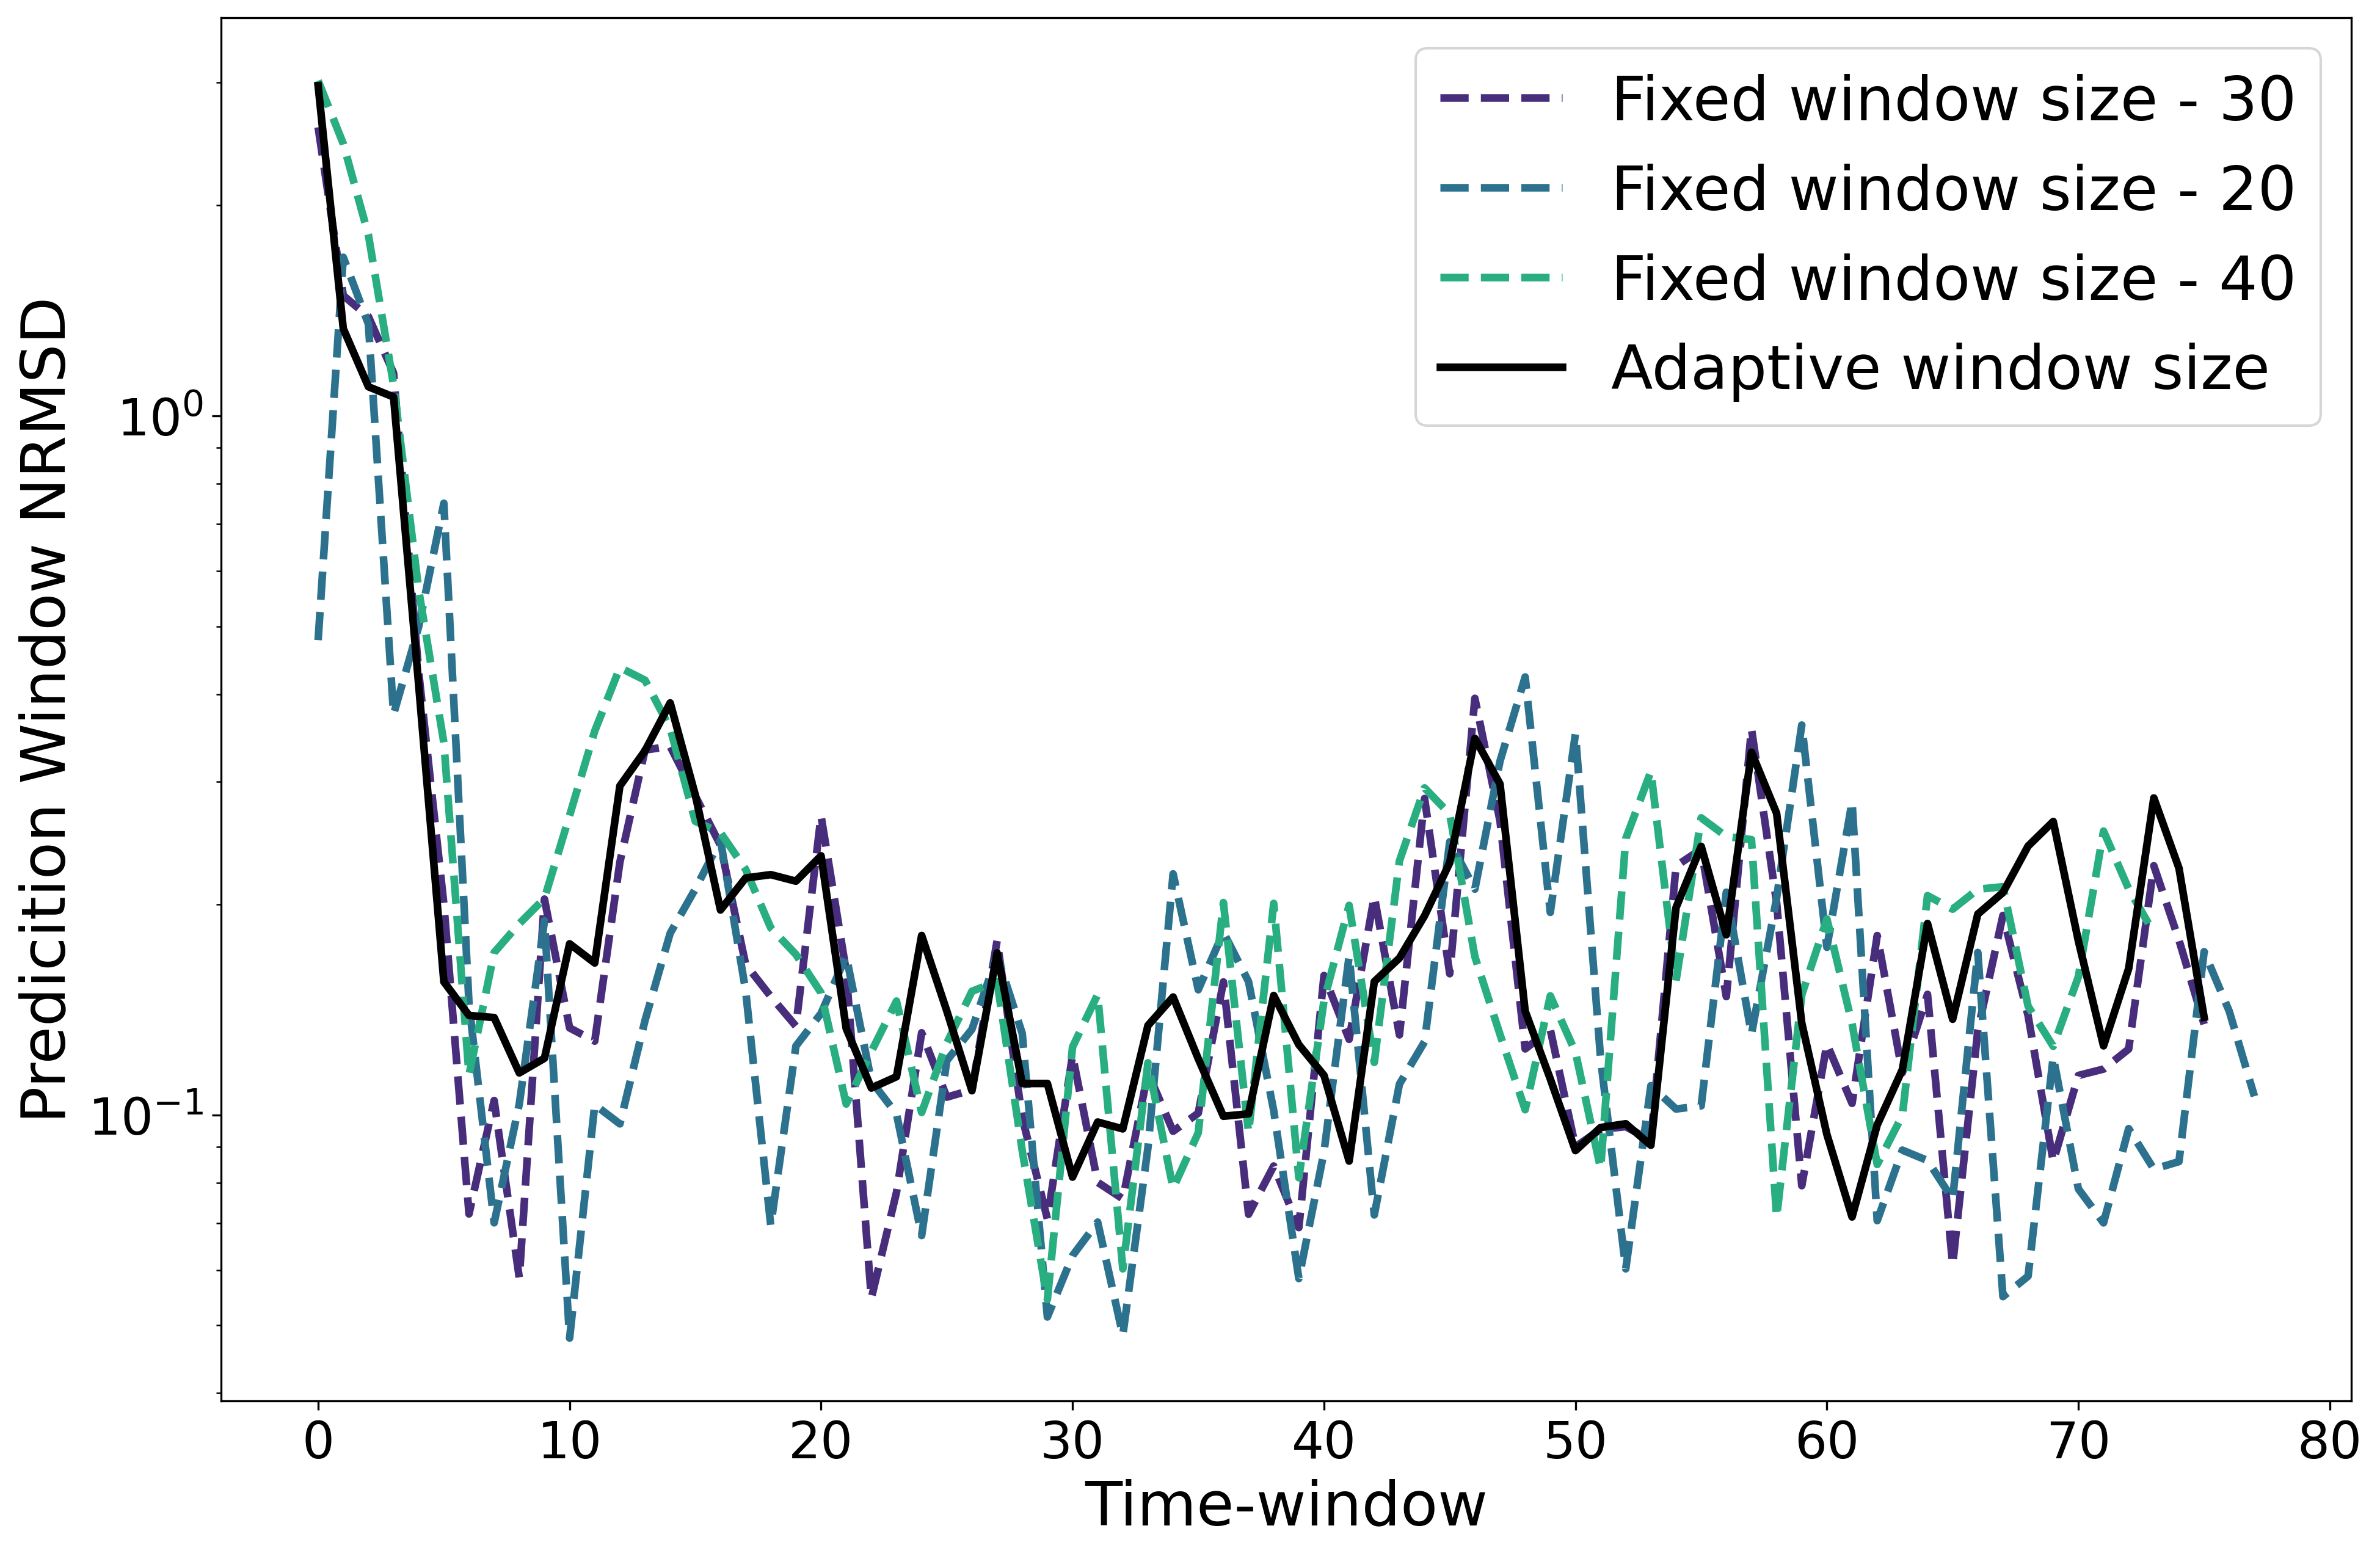 Fixed window size - 30
Fixed window size - 20
Fixed window size - 40
Adaptive window size
Predicition Window NRMSD
10^0
10^{-1}
0 10 20 30 40 50 60 70 80
Time-window